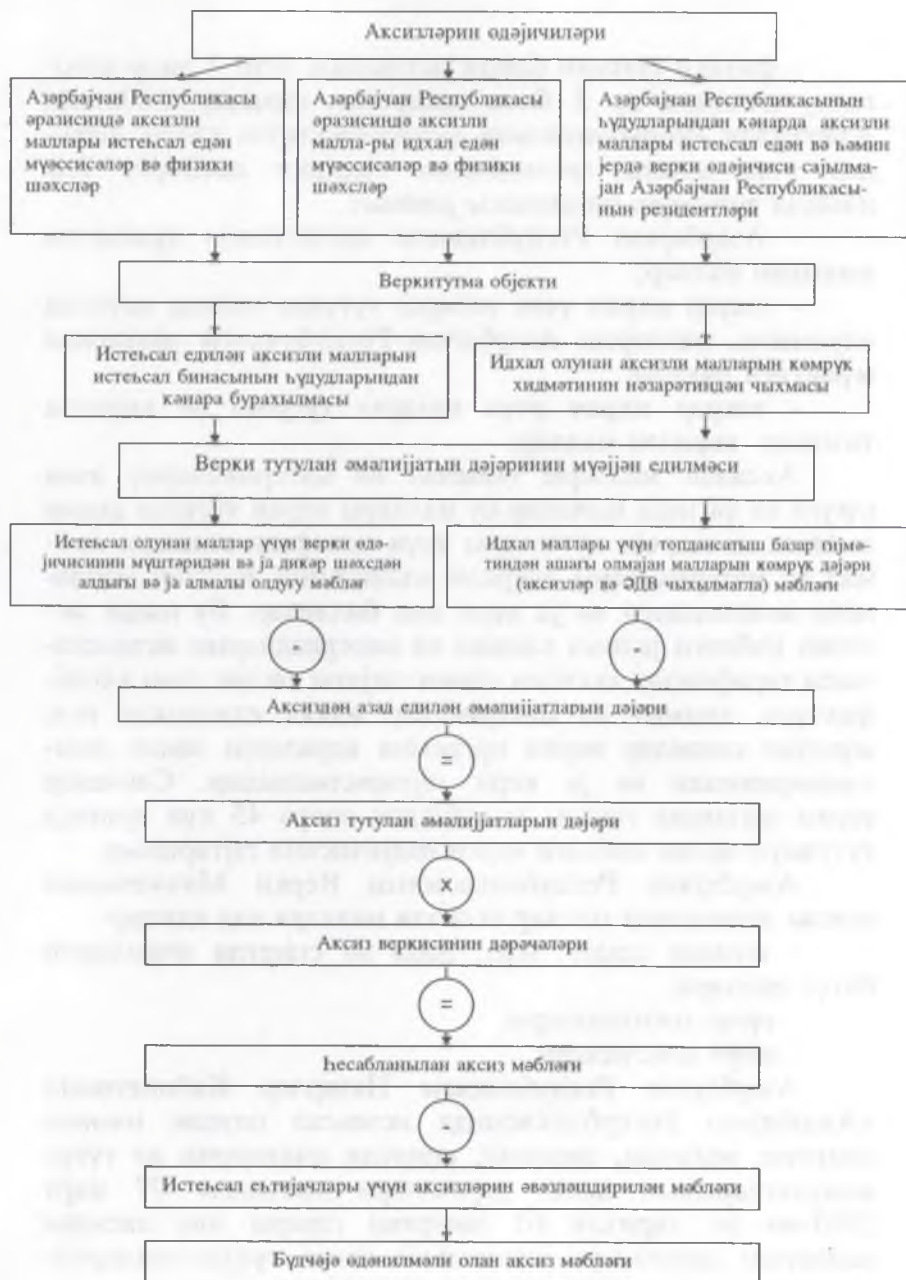 Аксизләрин өдәјичиләри
Азәрбајҹан Республикасы
әразисиндә аксизли
маллары истеһсал едән
мүәссисәләр вә физики
шәхсләр
Азәрбајҹан Республикасы
әразисиндә аксизли
малла-ры идхал едән
мүәссисәләр вә физики
шәхсләр
Азәрбајҹан Республикасынын
һүдудларындан кәнарда аксизли
маллары истеһсал едән вә һәмин
јердә верки өдәјичиси сајылма-
јан Азәрбајҹан Республикасы-
нын резидентләри
Веркитутма објекти
Истеһсал едилән аксизли малларын
истеһсал бинасынын һүдудларындан
кәнара бурахылмасы
Идхал олунан аксизли малларын көмрүк
хидмәтинин нәзарәтиндән чыхмасы
Верки тутулан әмәлијјатын дәјәринин мүәјјән едилмәси
Истеһсал олунан маллар үчүн верки өдә-
јичисинин мүштәридән вә ја дикәр шәхсдән
алдығы вә ја алмалы олдуғу мәбләғ
Идхал маллары үчүн топдансатыш базар гијмә-
тиндән ашағы олмајан малларын көмрүк дәјәри
(аксизләр вә ӘДВ чыхылмагла) мәбләғи
-
-
Аксиздән азад едилән әмәлијјатларын дәјәри
=
Аксиз тутулан әмәлијјатларын дәјәри
х
Аксиз веркисинин дәрәҹәләри
=
Һесабланылан аксиз мәбләғи
-
Истеһсал еһтијаҹлары үчүн аксизләрин әвәзләшдирилән мәбләғи
Бүдҹәјә өдәнилмәли олан аксиз мәбләғи